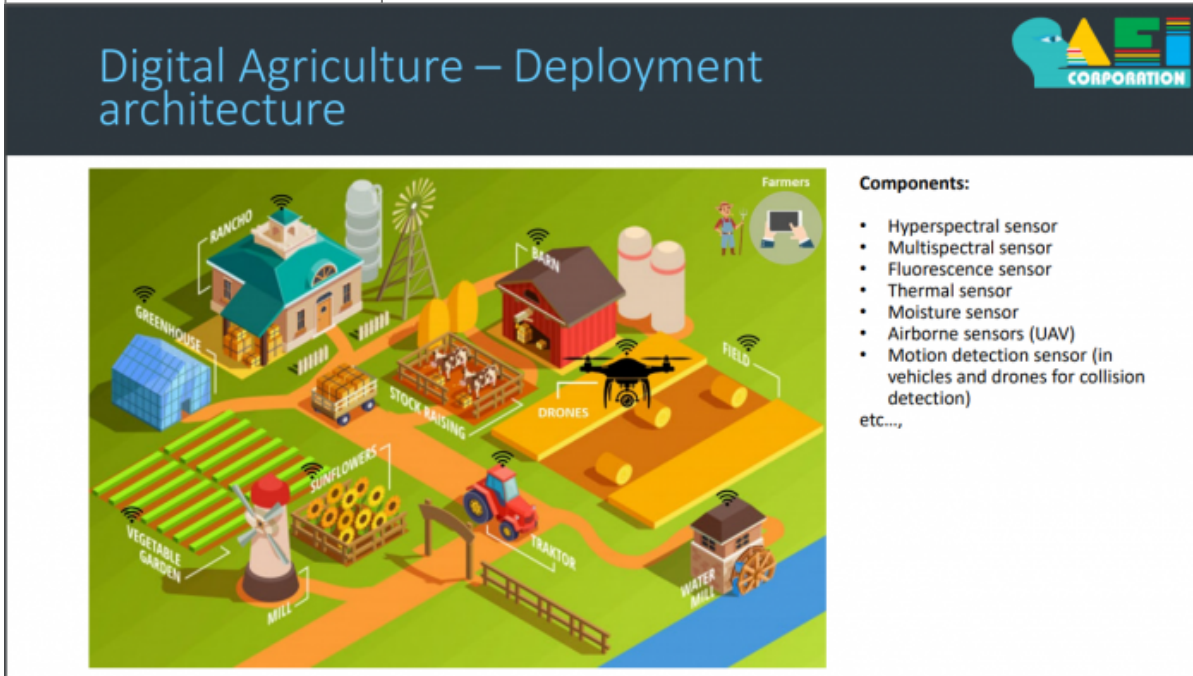 Digital Agriculture – Deployment
architecture
AEI
CORPORATION
Farmers
RANCHO
BARN
GREENHOUSE
FIELD
STOCK RAISING
DRONES
SUNFLOWERS
VEGETABLE
GARDEN
TRAKTOR
MILL
WATER
MILL
Components:
• Hyperspectral sensor
• Multispectral sensor
• Fluorescence sensor
• Thermal sensor
• Moisture sensor
• Airborne sensors (UAV)
• Motion detection sensor (in
vehicles and drones for collision
detection)
etc...,